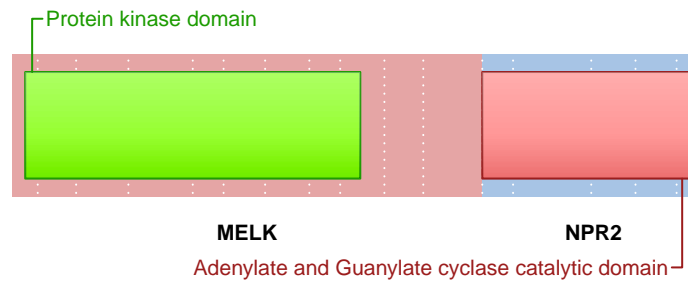 Protein kinase domain
MELK NPR2
Adenylate and Guanylate cyclase catalytic domain